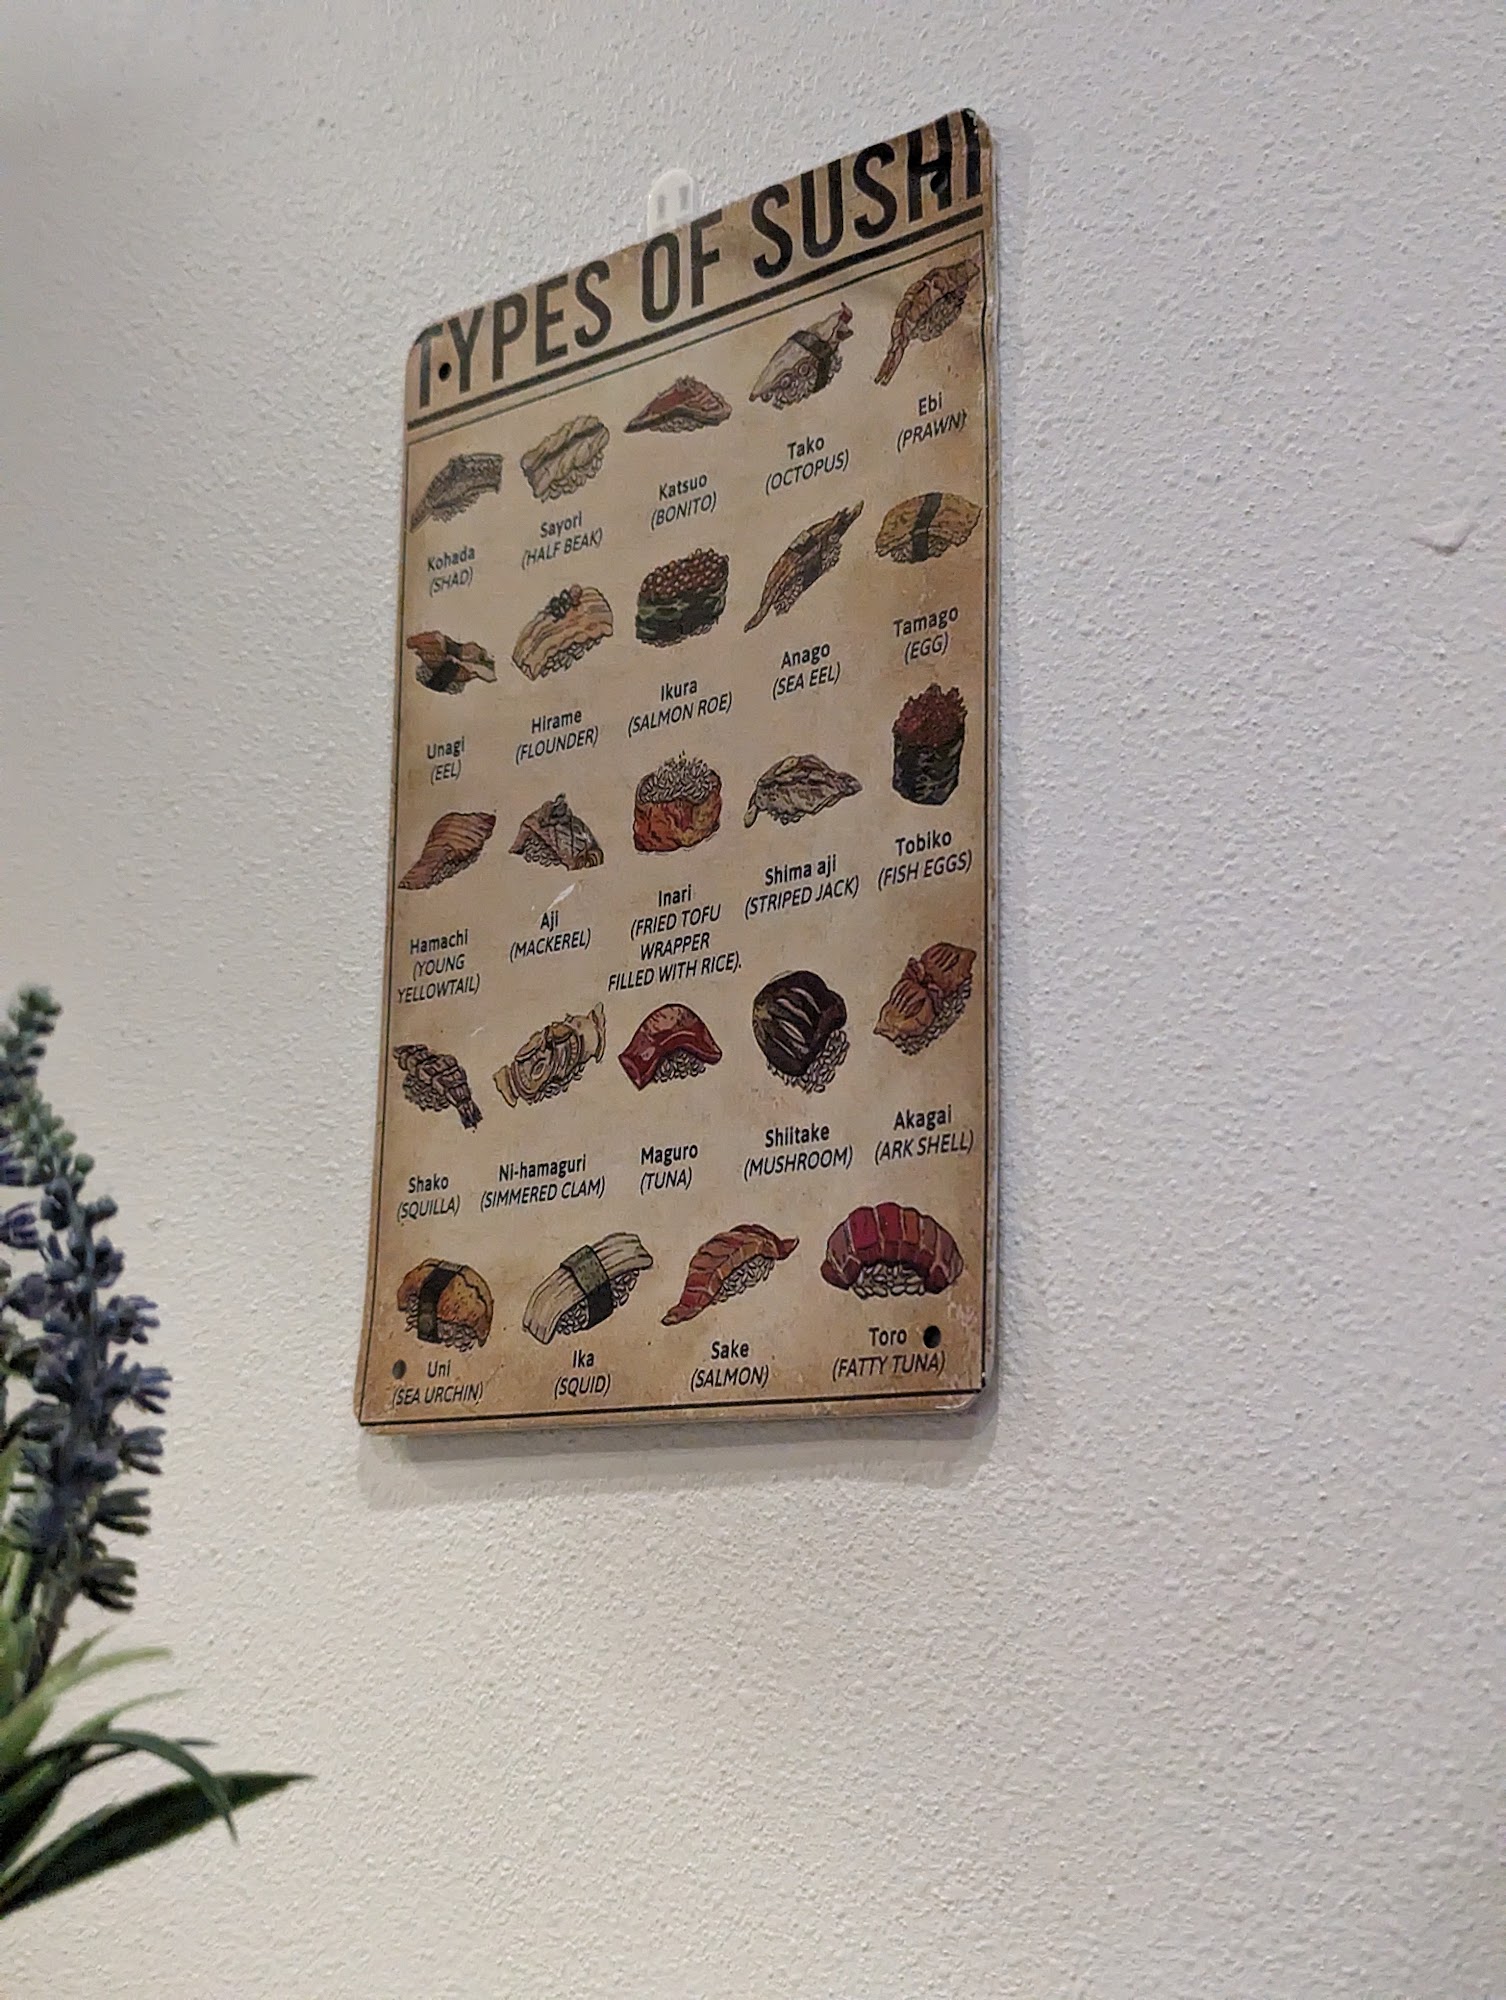 TYPES OF SUSHI
Kohada
(SHAD)
Sayori
(HALF BEAK)
Katsuo
(BONITO)
Tako
(OCTOPUS)
Ebi
(PRAWN)
Unagi
(EEL)
Hirame
(FLOUNDER)
Ikura
(SALMON ROE)
Anago
(SEA EEL)
Tamago
(EGG)
Hamachi
(YOUNG
YELLOWTAIL)
Aji
(MACKEREL)
Inari
(FRIED TOFU
WRAPPER
FILLED WITH RICE).
Shima aji
(STRIPED JACK)
Tobiko
(FISH EGGS)
Shako
(SQUILLA)
Ni-hamaguri
(SIMMERED CLAM)
Maguro
(TUNA)
Shiitake
(MUSHROOM)
Akagai
(ARK SHELL)
Uni
(SEA URCHIN)
Ika
(SQUID)
Sake
(SALMON)
Toro
(FATTY TUNA)